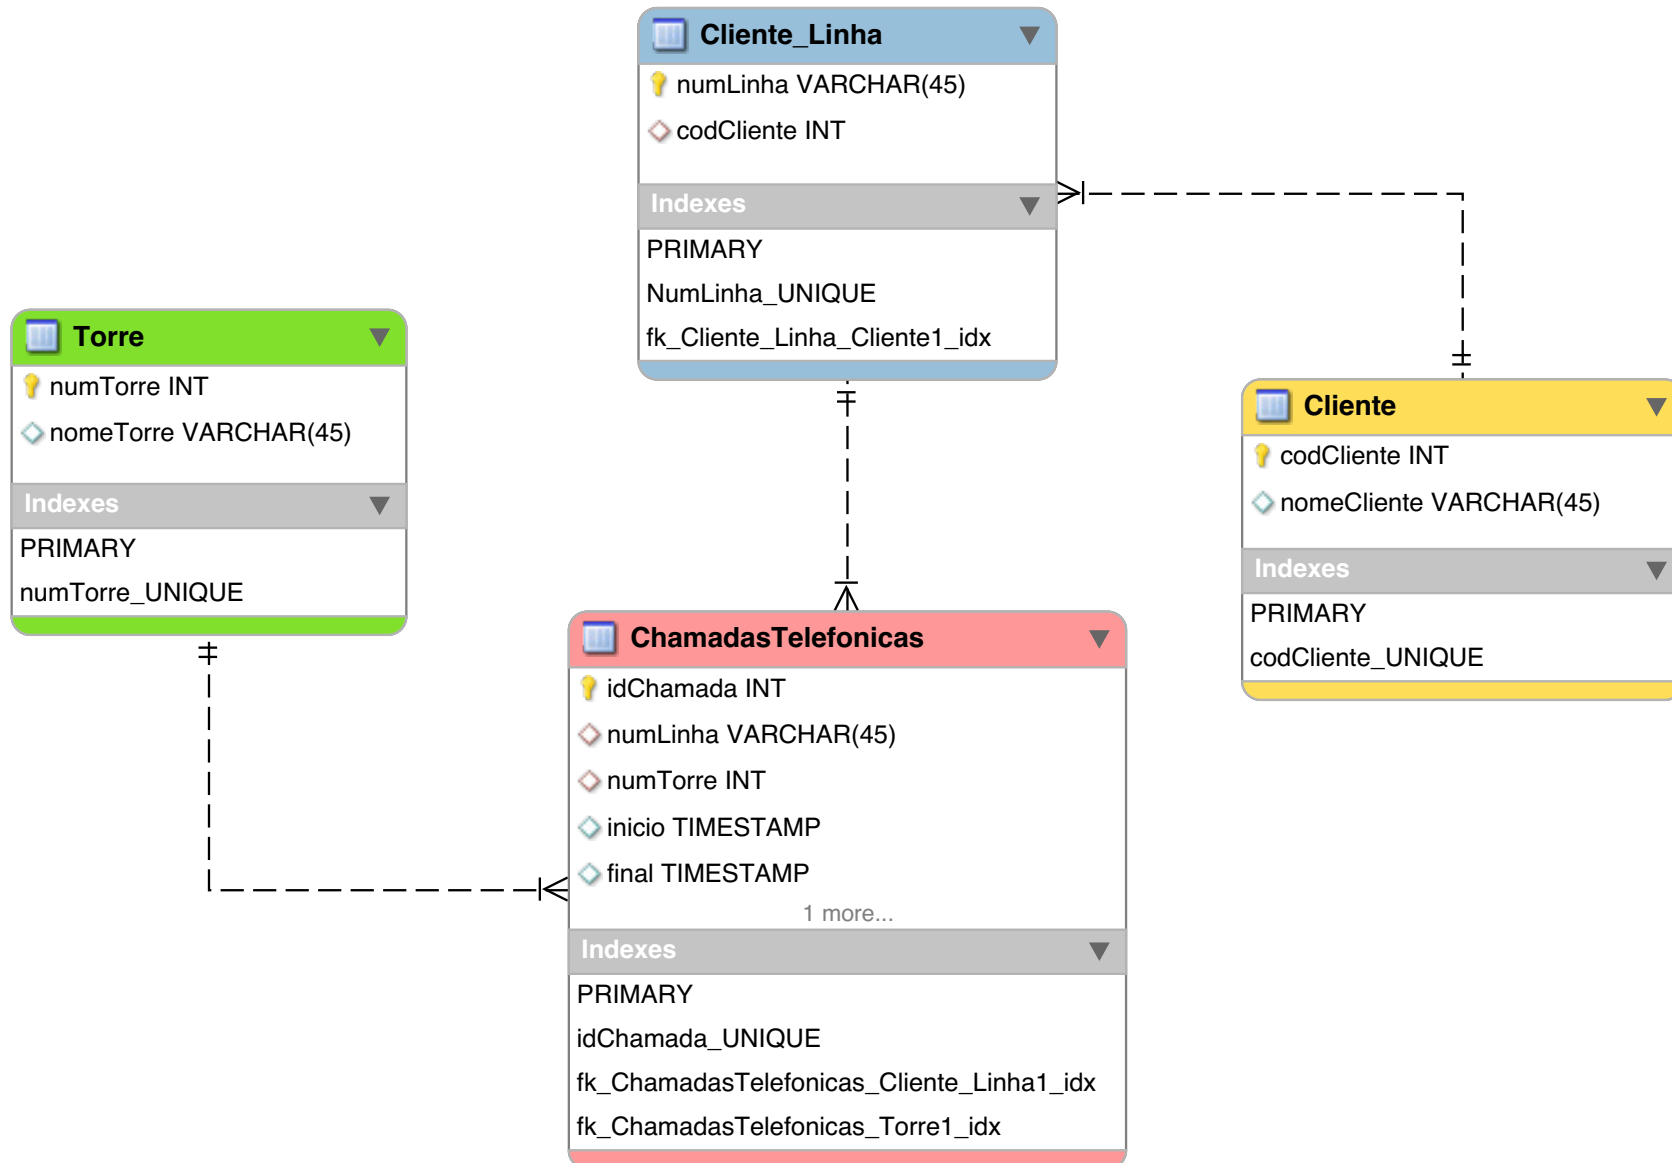 Cliente_Linha
numLinha VARCHAR(45)
codCliente INT
Indexes
PRIMARY
NumLinha_UNIQUE
fk_Cliente_Linha_Cliente1_idx
Torre
numTorre INT
nomeTorre VARCHAR(45)
Indexes
PRIMARY
numTorre_UNIQUE
Cliente
codCliente INT
nomeCliente VARCHAR(45)
Indexes
PRIMARY
codCliente_UNIQUE
ChamadasTelefonicas
idChamada INT
numLinha VARCHAR(45)
numTorre INT
inicio TIMESTAMP
final TIMESTAMP
1 more...
Indexes
PRIMARY
idChamada_UNIQUE
fk_ChamadasTelefonicas_Cliente_Linha1_idx
fk_ChamadasTelefonicas_Torre1_idx